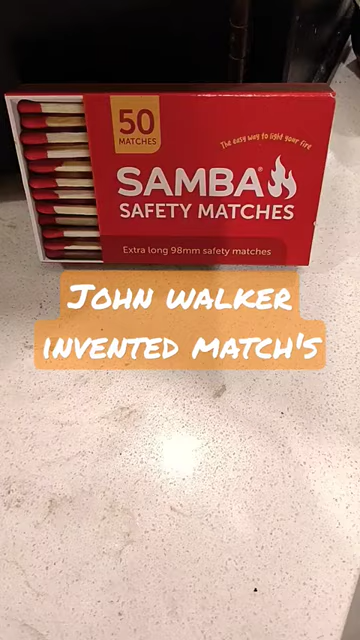 50
MATCHES
The easy way to light your fire
SAMBA®
SAFETY MATCHES
Extra long 98mm safety matches
JOHN WALKER
INVENTED MATCH'S